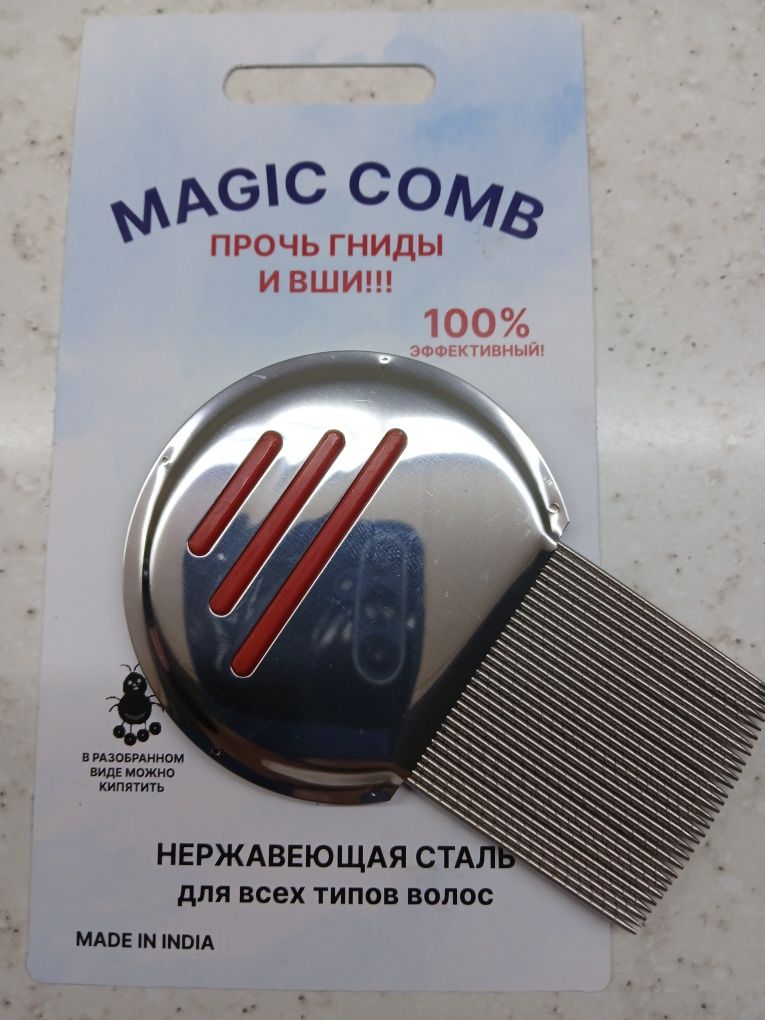 MAGIC COMB
ПРОЧЬ ГНИДЫ
И ВШИ!!!
100%
ЭФФЕКТИВНЫЙ!
В РАЗОБРАННОМ
ВИДЕ МОЖНО
КИПЯТИТЬ
НЕРЖАВЕЮЩАЯ СТАЛЬ
для всех типов волос
MADE IN INDIA